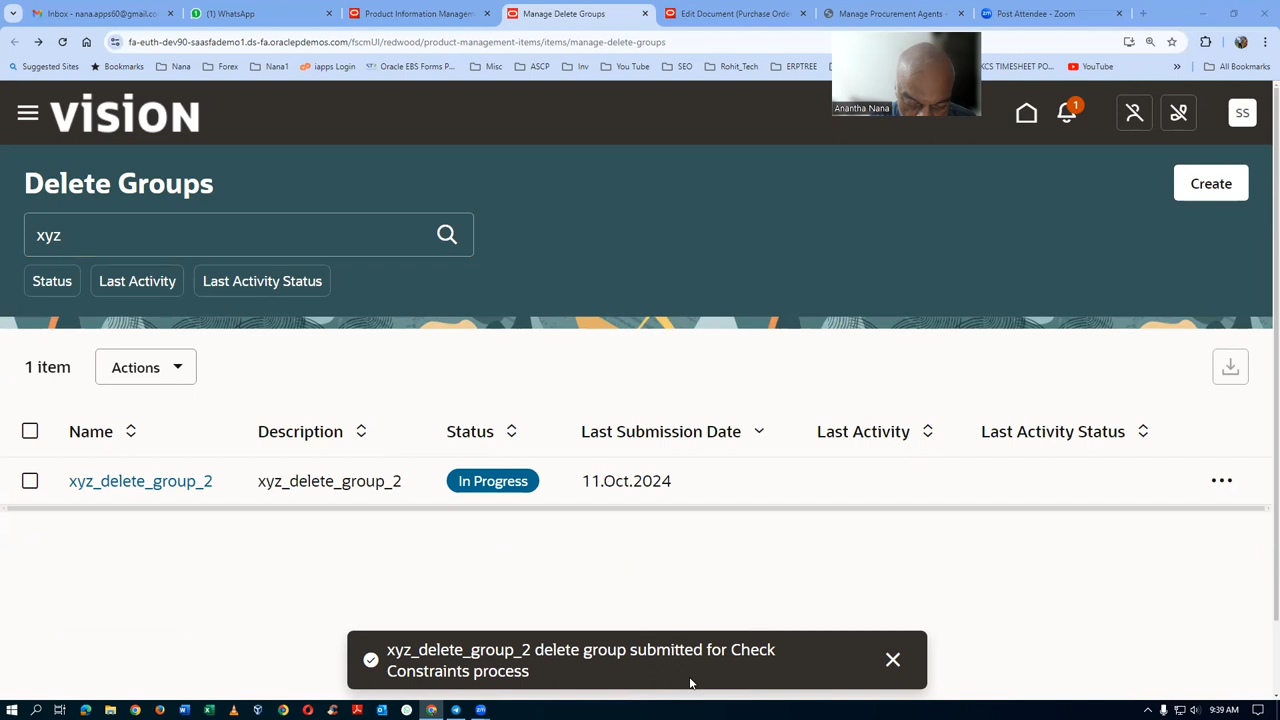 Inbox - nana.apps60@gmail.co
(1) WhatsApp
Product Information Managem
Manage Delete Groups
Edit Document (Purchase Orde
Manage Procurement Agents -
Post Attendee - Zoom
fa-euth-dev90-saasfademo1.ds-fa.oraclepdemos.com/fscmUI/redwood/product-management-items/items/manage-delete-groups
Suggested Sites
Bookmarks
Nana
Forex
Nana1
iapps Login
Oracle EBS Forms P...
Misc
ASCP
Inv
You Tube
SEO
Rohit_Tech
ERPTREE
KCS TIMESHEET PO...
YouTube
All Bookmarks
Anantha Nana
VISION
1
SS
Delete Groups
Create
xyz
Status
Last Activity
Last Activity Status
1 item
Actions
Name
Description
Status
Last Submission Date
Last Activity
Last Activity Status
xyz_delete_group_2
xyz_delete_group_2
In Progress
11.Oct.2024
xyz_delete_group_2 delete group submitted for Check
Constraints process
9:39 AM